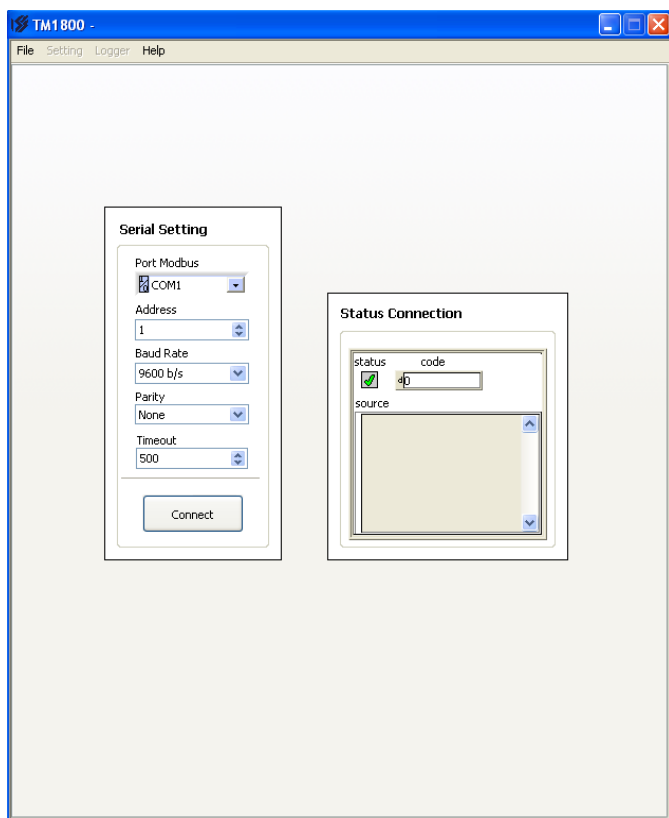 TM1800 -
File Setting Logger Help
Serial Setting
Port Modbus
COM1
Address
1
Baud Rate
9600 b/s
Parity
None
Timeout
500
Connect
Status Connection
status code
d0
source